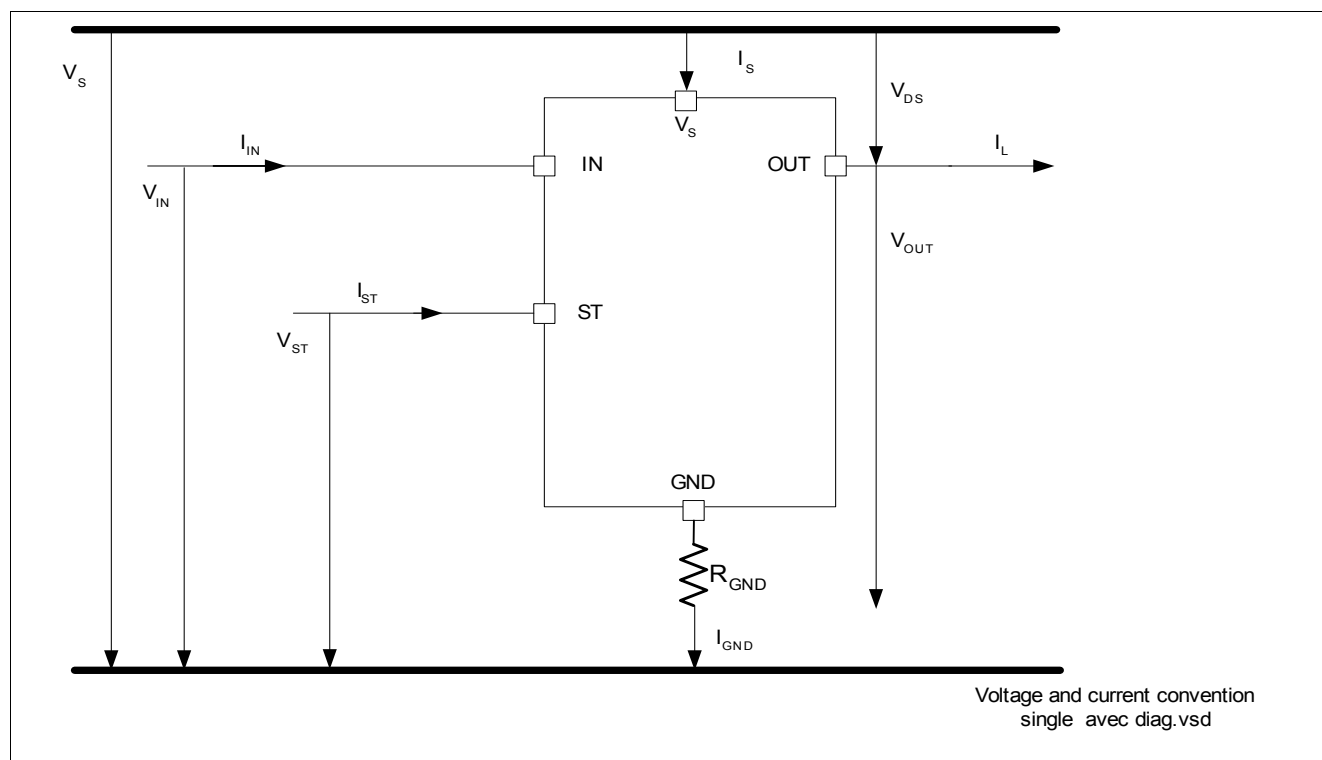 V_S
I_S
V_DS
V_S
I_IN
IN
OUT
I_L
V_IN
V_OUT
I_ST
ST
V_ST
GND
R_GND
I_GND
Voltage and current convention
single avec diag.vsd